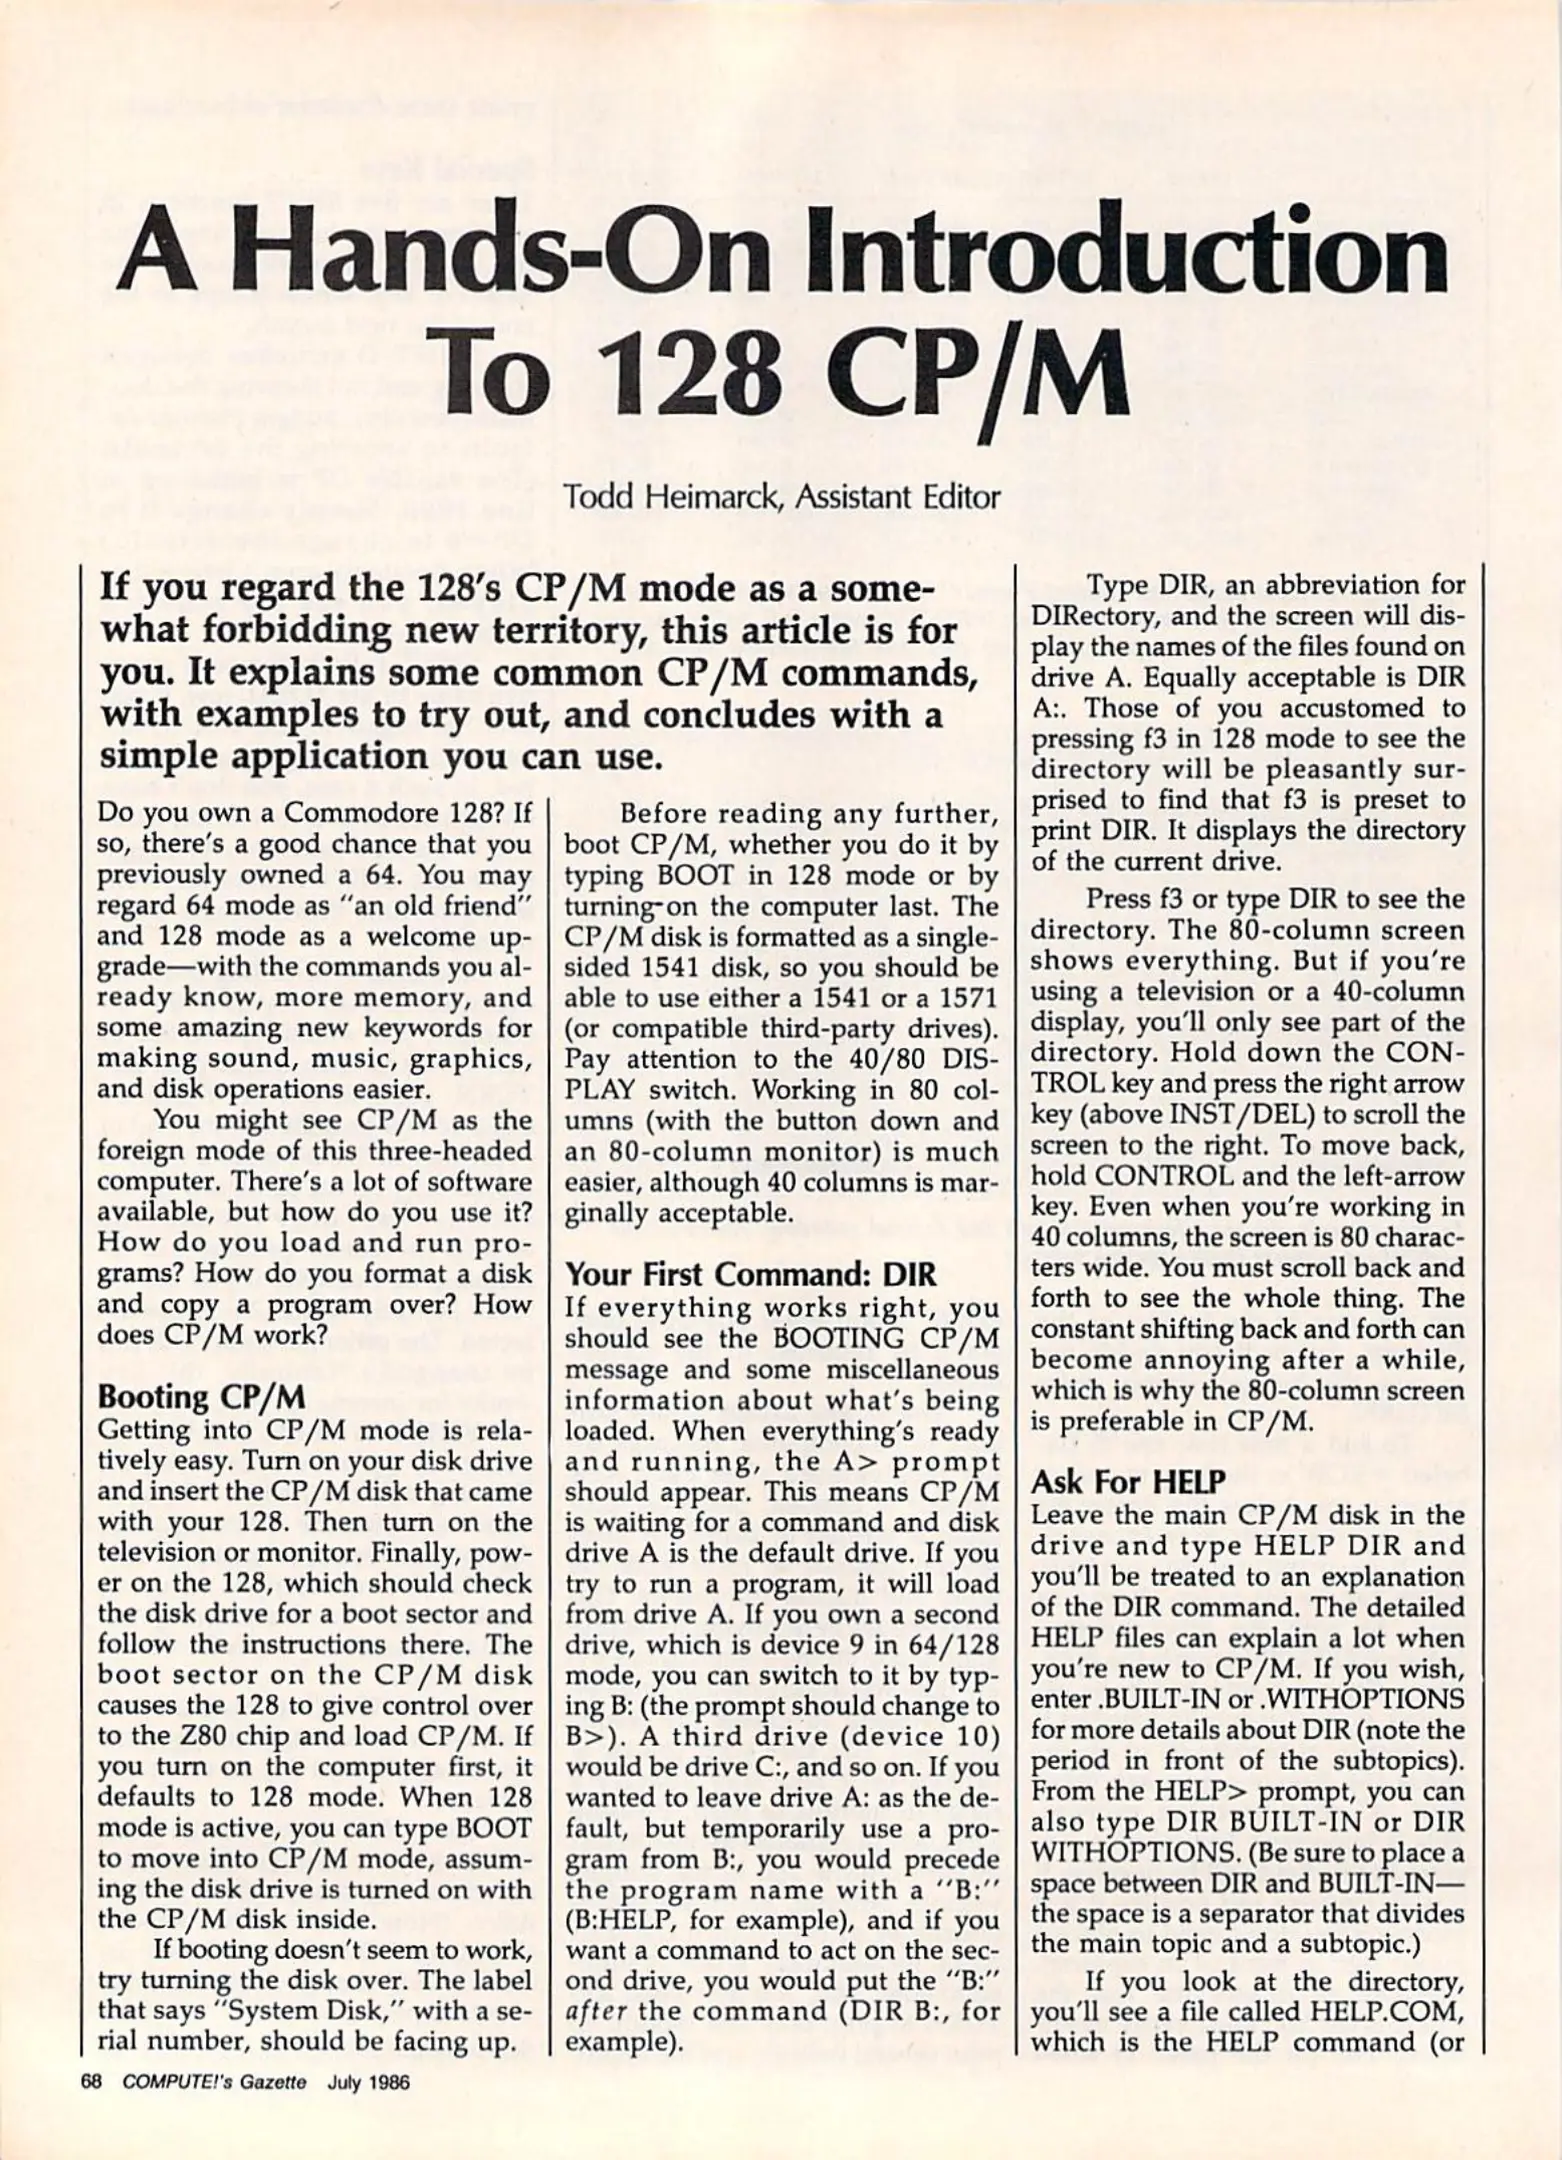 A Hands-On Introduction
To 128 CP/M
Todd Heimarck, Assistant Editor
If you regard the 128's CP/M mode as a some-
what forbidding new territory, this article is for
you. It explains some common CP/M commands,
with examples to try out, and concludes with a
simple application you can use.
Do you own a Commodore 128? If
so, there's a good chance that you
previously owned a 64. You may
regard 64 mode as "an old friend"
and 128 mode as a welcome up-
grade—with the commands you al-
ready know, more memory, and
some amazing new keywords for
making sound, music, graphics,
and disk operations easier.
You might see CP/M as the
foreign mode of this three-headed
computer. There's a lot of software
available, but how do you use it?
How do you load and run pro-
grams? How do you format a disk
and copy a program over? How
does CP/M work?
Booting CP/M
Getting into CP/M mode is rela-
tively easy. Turn on your disk drive
and insert the CP/M disk that came
with your 128. Then turn on the
television or monitor. Finally, pow-
er on the 128, which should check
the disk drive for a boot sector and
follow the instructions there. The
boot sector on the CP/M disk
causes the 128 to give control over
to the Z80 chip and load CP/M. If
you turn on the computer first, it
defaults to 128 mode. When 128
mode is active, you can type BOOT
to move into CP/M mode, assum-
ing the disk drive is turned on with
the CP/M disk inside.
If booting doesn't seem to work,
try turning the disk over. The label
that says "System Disk," with a se-
rial number, should be facing up.
Before reading any further,
boot CP/M, whether you do it by
typing BOOT in 128 mode or by
turning on the computer last. The
CP/M disk is formatted as a single-
sided 1541 disk, so you should be
able to use either a 1541 or a 1571
(or compatible third-party drives).
Pay attention to the 40/80 DIS-
PLAY switch. Working in 80 col-
umns (with the button down and
an 80-column monitor) is much
easier, although 40 columns is mar-
ginally acceptable.
Your First Command: DIR
If everything works right, you
should see the BOOTING CP/M
message and some miscellaneous
information about what's being
loaded. When everything's ready
and running, the A> prompt
should appear. This means CP/M
is waiting for a command and disk
drive A is the default drive. If you
try to run a program, it will load
from drive A. If you own a second
drive, which is device 9 in 64/128
mode, you can switch to it by typ-
ing B: (the prompt should change to
B>). A third drive (device 10)
would be drive C:, and so on. If you
wanted to leave drive A: as the de-
fault, but temporarily use a pro-
gram from B:, you would precede
the program name with a "B:"
(B:HELP, for example), and if you
want a command to act on the sec-
ond drive, you would put the "B:"
after the command (DIR B:, for
example).
Type DIR, an abbreviation for
DIRectory, and the screen will dis-
play the names of the files found on
drive A. Equally acceptable is DIR
A:. Those of you accustomed to
pressing f3 in 128 mode to see the
directory will be pleasantly sur-
prised to find that f3 is preset to
print DIR. It displays the directory
of the current drive.
Press f3 or type DIR to see the
directory. The 80-column screen
shows everything. But if you're
using a television or a 40-column
display, you'll only see part of the
directory. Hold down the CON-
TROL key and press the right arrow
key (above INST/DEL) to scroll the
screen to the right. To move back,
hold CONTROL and the left-arrow
key. Even when you're working in
40 columns, the screen is 80 charac-
ters wide. You must scroll back and
forth to see the whole thing. The
constant shifting back and forth can
become annoying after a while,
which is why the 80-column screen
is preferable in CP/M.
Ask For HELP
Leave the main CP/M disk in the
drive and type HELP DIR and
you'll be treated to an explanation
of the DIR command. The detailed
HELP files can explain a lot when
you're new to CP/M. If you wish,
enter .BUILT-IN or .WITHOPTIONS
for more details about DIR (note the
period in front of the subtopics).
From the HELP> prompt, you can
also type DIR BUILT-IN or DIR
WITHOPTIONS. (Be sure to place a
space between DIR and BUILT-IN—
the space is a separator that divides
the main topic and a subtopic.)
If you look at the directory,
you'll see a file called HELP.COM,
which is the HELP command (or
68 COMPUTE!'s Gazette July 1986